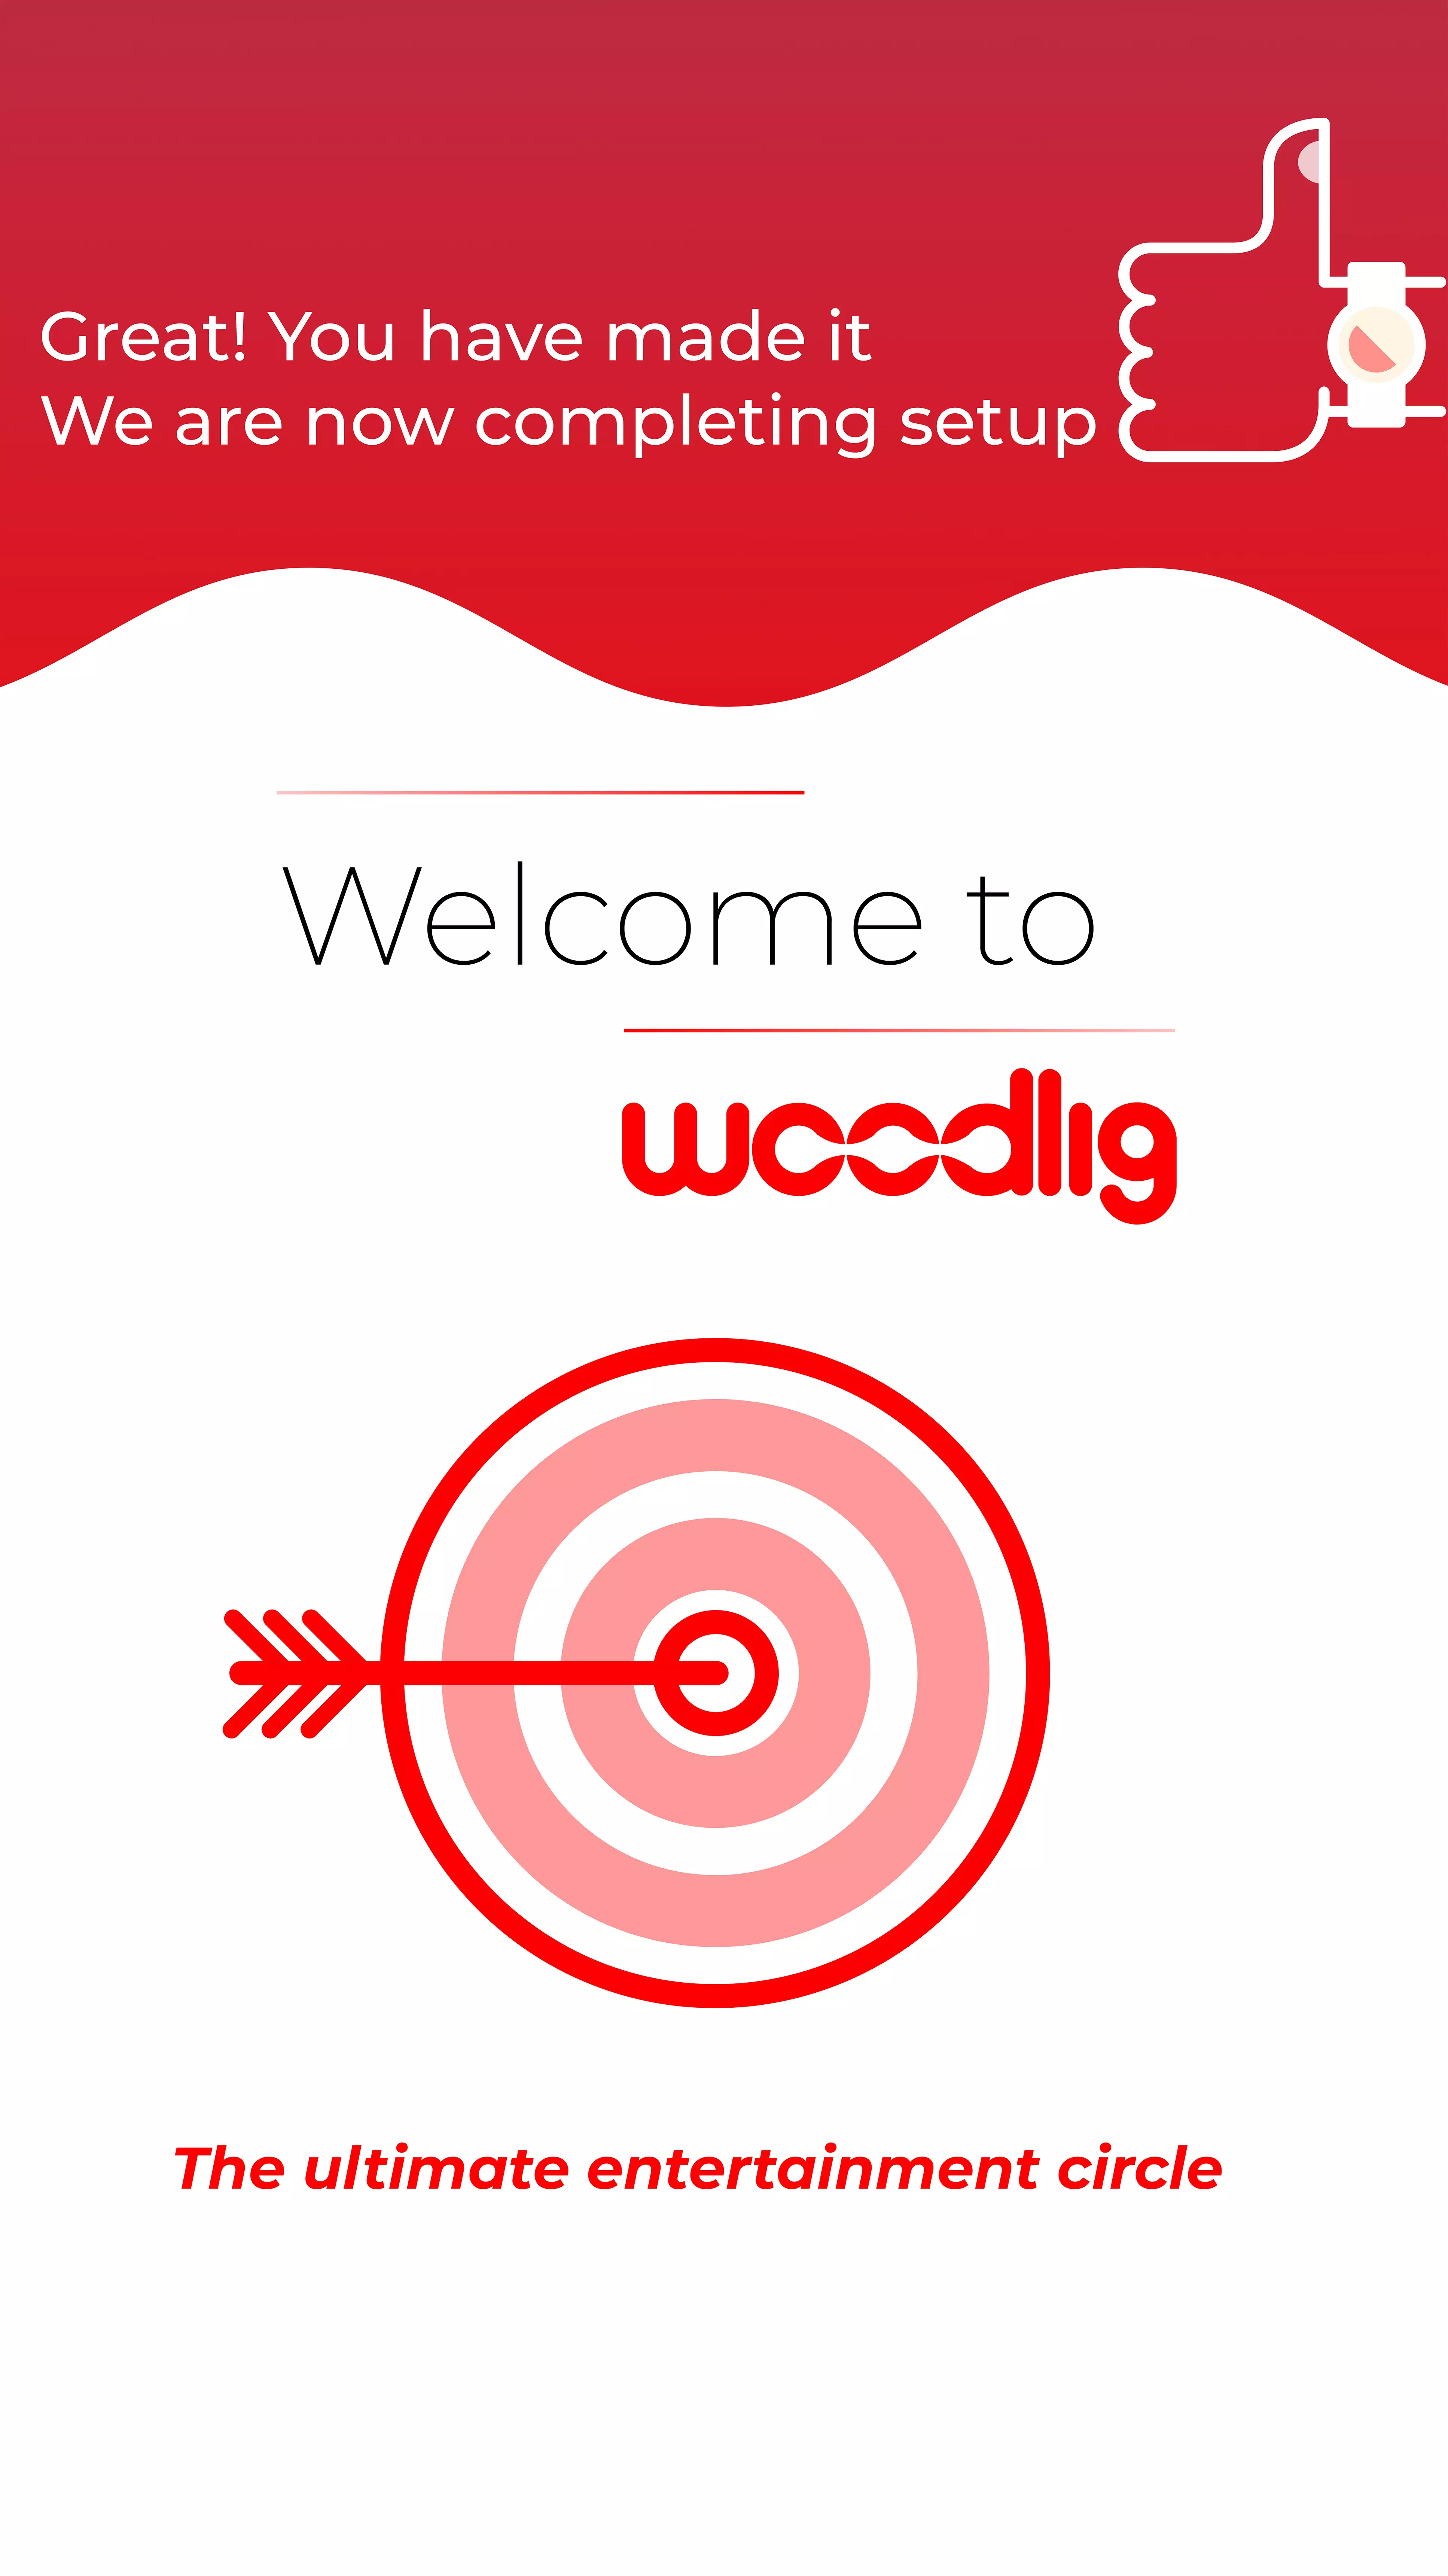 Great! You have made it
We are now completing setup
Welcome to
woodlig
The ultimate entertainment circle